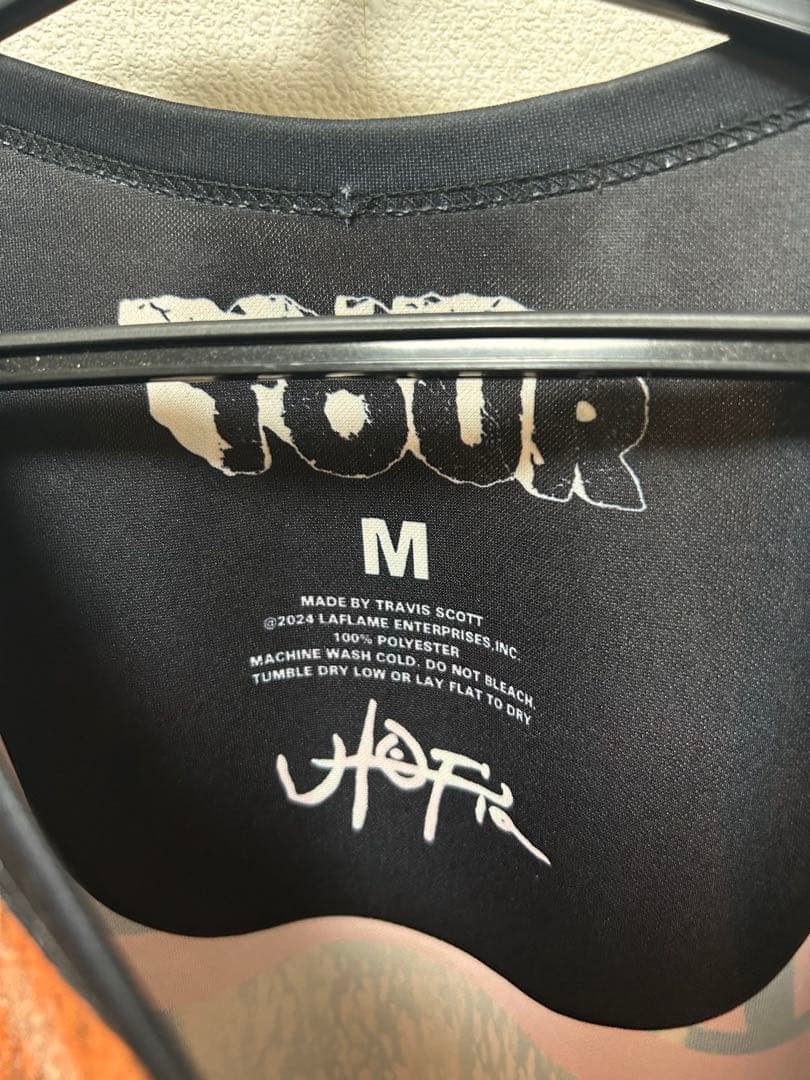 TOUR
M
MADE BY TRAVIS SCOTT
@2024 LAFLAME ENTERPRISES,INC.
100% POLYESTER
MACHINE WASH COLD. DO NOT BLEACH.
TUMBLE DRY LOW OR LAY FLAT TO DRY